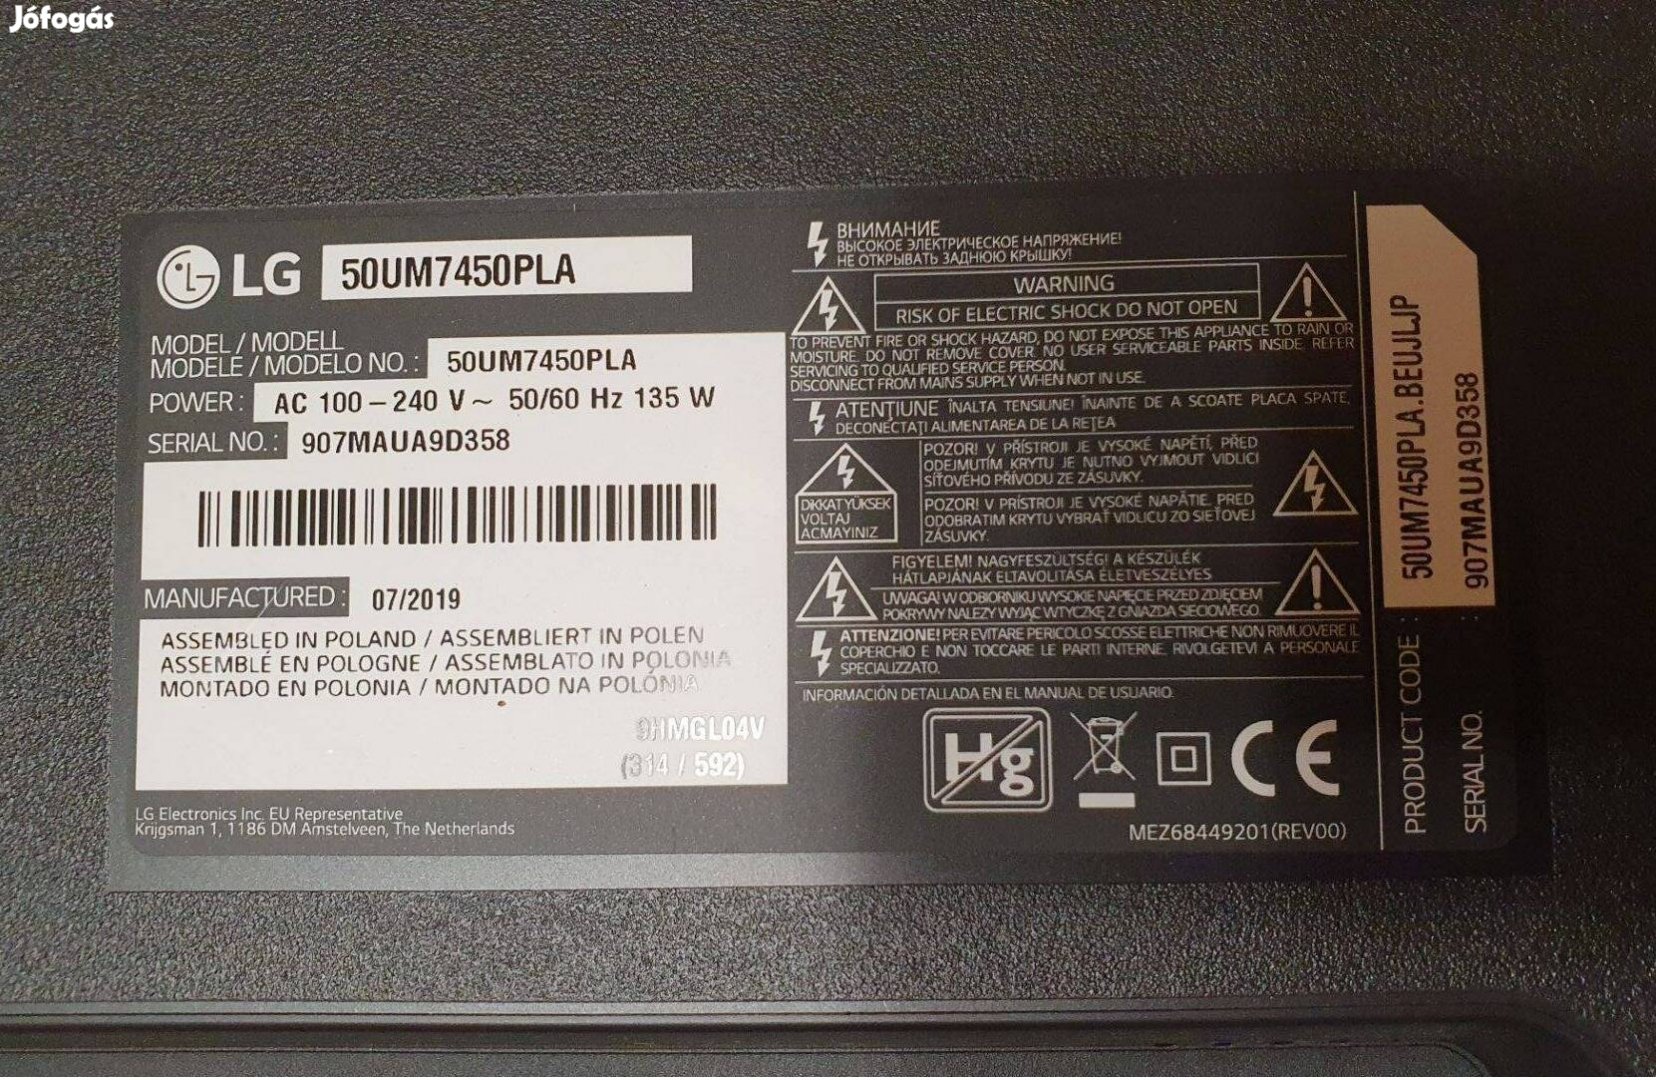 Jófogás
LG 50UM7450PLA
MODEL / MODELL
MODÈLE / MODELO NO. : 50UM7450PLA
POWER : AC 100 – 240 V ~ 50/60 Hz 135 W
SERIAL NO. : 907MAUA9D358
MANUFACTURED : 07/2019
ASSEMBLED IN POLAND / ASSEMBLIERT IN POLEN
ASSEMBLÉ EN POLOGNE / ASSEMBLATO IN POLONIA
MONTADO EN POLONIA / MONTADO NA POLÓNIA
9HMGL04V
(314 / 592)
LG Electronics Inc. EU Representative
Krijgsman 1, 1186 DM Amstelveen, The Netherlands
ВНИМАНИЕ
ВЫСОКОЕ ЭЛЕКТРИЧЕСКОЕ НАПРЯЖЕНИЕ!
НЕ ОТКРЫВАТЬ ЗАДНЮЮ КРЫШКУ!
WARNING
RISK OF ELECTRIC SHOCK DO NOT OPEN
TO PREVENT FIRE OR SHOCK HAZARD, DO NOT EXPOSE THIS APPLIANCE TO RAIN OR
MOISTURE. DO NOT REMOVE COVER. NO USER SERVICEABLE PARTS INSIDE. REFER
SERVICING TO QUALIFIED SERVICE PERSON.
DISCONNECT FROM MAINS SUPPLY WHEN NOT IN USE.
ATENŢIUNE ÎNALTA TENSIUNE! ÎNAINTE DE A SCOATE PLACA SPATE,
DECONECTAŢI ALIMENTAREA DE LA REŢEA
DIKKAT YÜKSEK
VOLTAJ
AÇMAYINIZ
POZOR! V PŘÍSTROJI JE VYSOKÉ NAPĚTÍ, PŘED
ODEJMUTÍM KRYTU JE NUTNO VYJMOUT VIDLICI
SÍŤOVÉHO PŘÍVODU ZE ZÁSUVKY.
POZOR! V PRÍSTROJI JE VYSOKÉ NAPÄTIE. PRED
ODOBRATIM KRYTU VYBRAŤ VIDLICU ZO SIEŤOVEJ
ZÁSUVKY.
FIGYELEM! NAGYFESZÜLTSÉG! A KÉSZÜLÉK
HÁTLAPJÁNAK ELTAVOLITÁSA ÉLETVESZÉLYES
UWAGA! W ODBIORNIKU WYSOKIE NAPIĘCIE PRZED ZDJĘCIEM
POKRYWY NALEŻY WYJĄĆ WTYCZKĘ Z GNIAZDA SIECIOWEGO.
ATTENZIONE! PER EVITARE PERICOLO SCOSSE ELETTRICHE NON RIMUOVERE IL
COPERCHIO E NON TOCCARE LE PARTI INTERNE. RIVOLGETEVI A PERSONALE
SPECIALIZZATO.
INFORMACIÓN DETALLADA EN EL MANUAL DE USUARIO.
Hg
CE
MEZ68449201(REV00)
PRODUCT CODE : 50UM7450PLA.BEUJLJP
SERIAL NO. : 907MAUA9D358